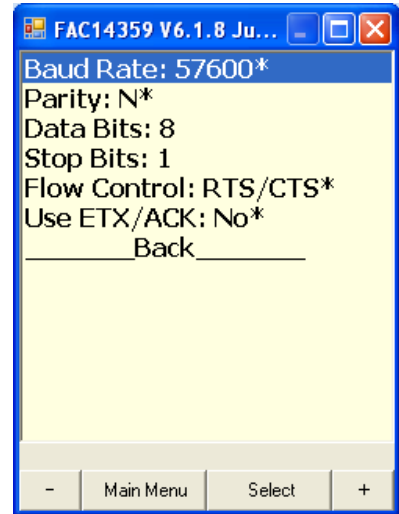 FAC14359 V6.1.8 Ju...
Baud Rate: 57600*
Parity: N*
Data Bits: 8
Stop Bits: 1
Flow Control: RTS/CTS*
Use ETX/ACK: No*
________Back________
- Main Menu Select +